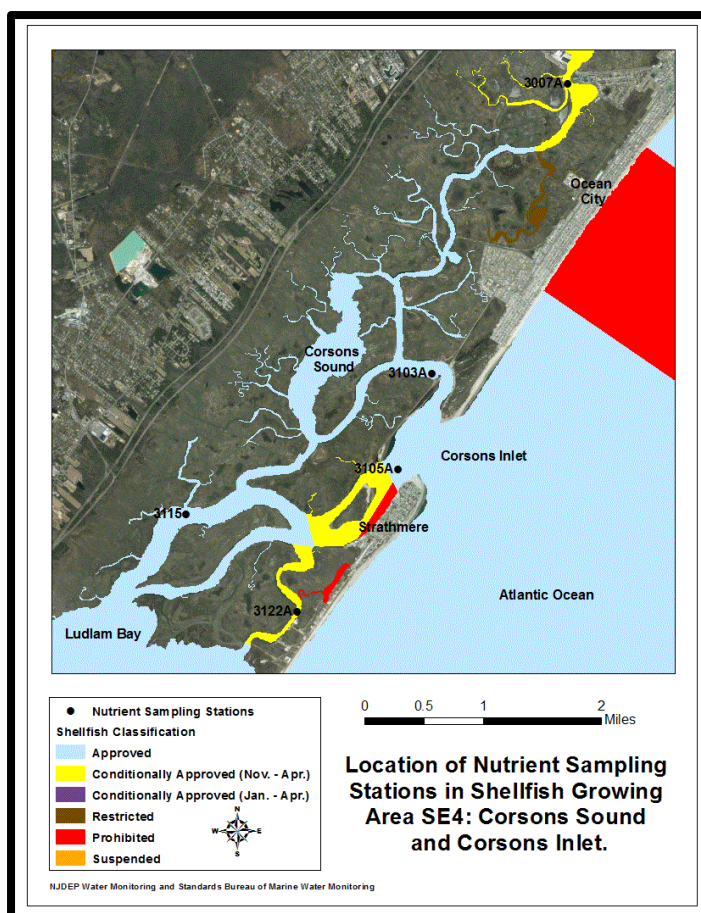 3007A
Ocean
City
Corsons
Sound
3103A
Corsons Inlet
3105A
3115
Strathmere
Atlantic Ocean
3122A
Ludlam Bay
Nutrient Sampling Stations
Shellfish Classification
Approved
Conditionally Approved (Nov. - Apr.)
Conditionally Approved (Jan. - Apr.)
Restricted
Prohibited
Suspended
N
W E
S
0 0.5 1 2
Miles
Location of Nutrient Sampling
Stations in Shellfish Growing
Area SE4: Corsons Sound
and Corsons Inlet.
NJDEP Water Monitoring and Standards Bureau of Marine Water Monitoring